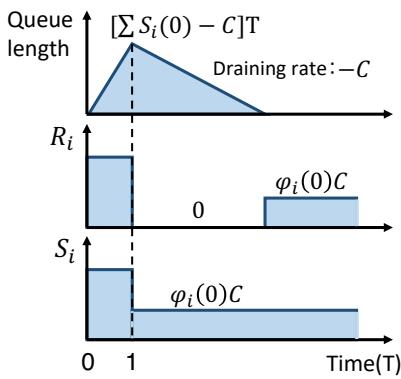 Queue
length
[∑ S_i(0) − C]T
Draining rate：−C
R_i
φ_i(0)C
0
S_i
φ_i(0)C
0 1 Time(T)